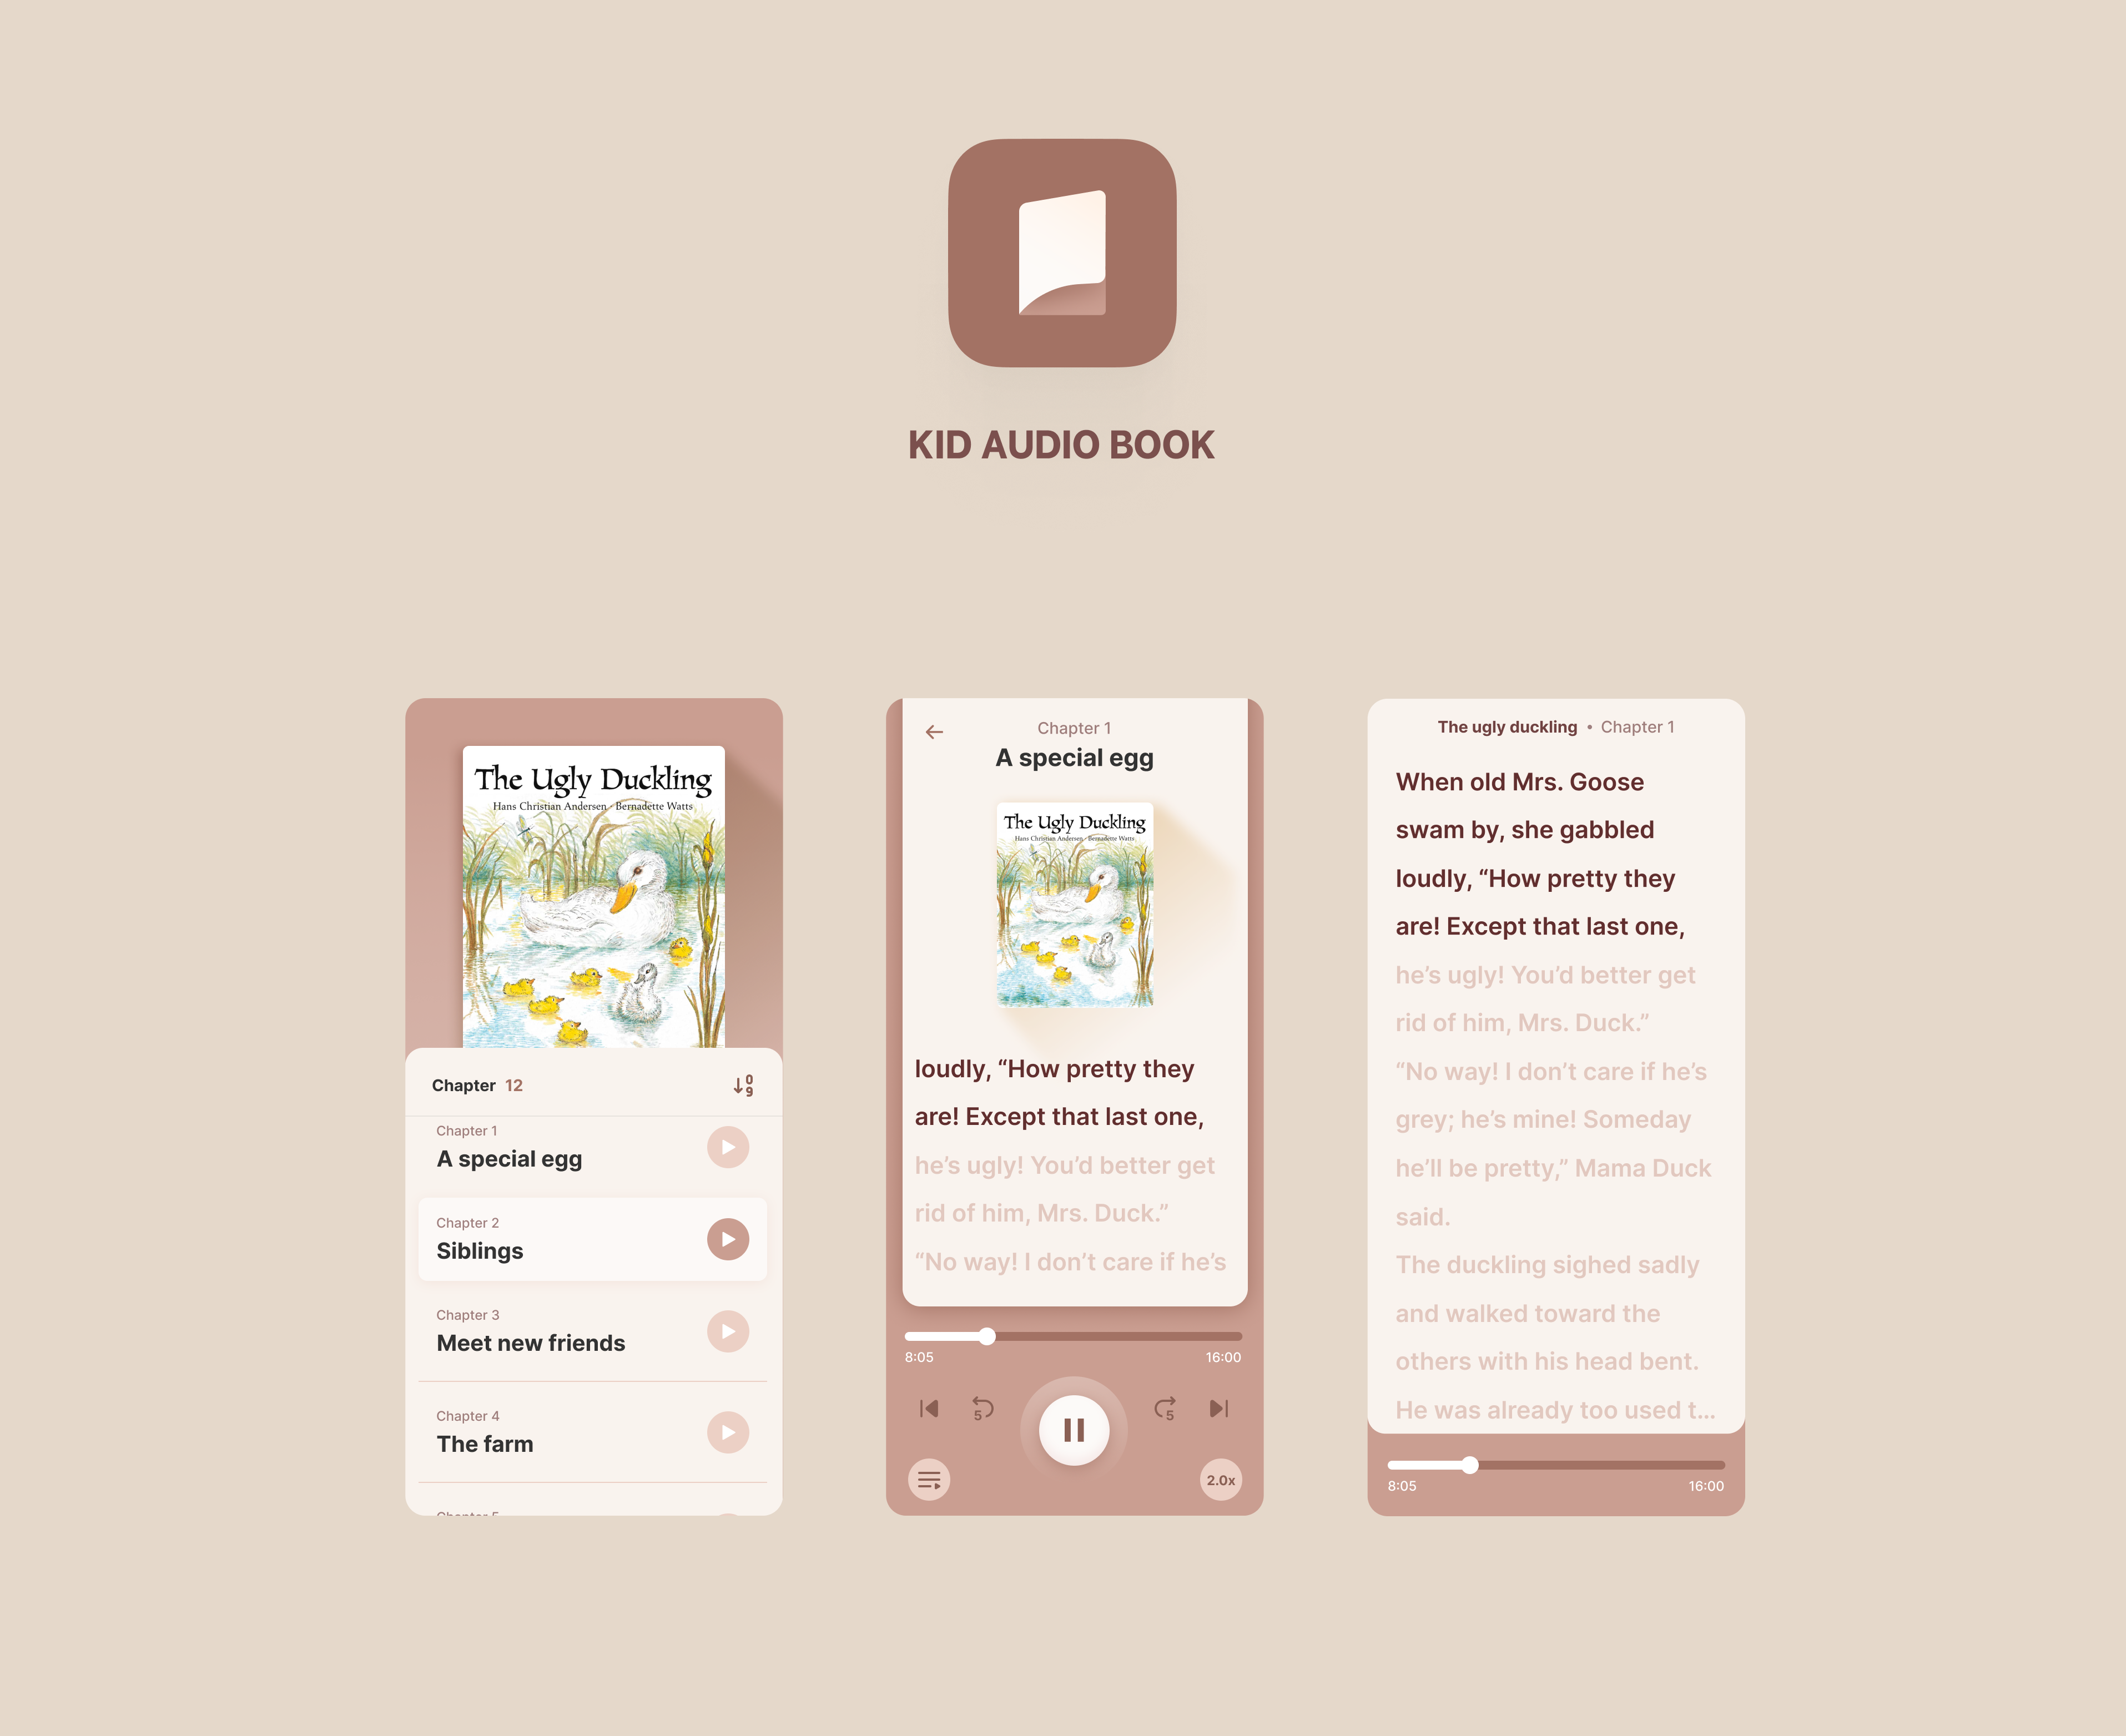 KID AUDIO BOOK
The Ugly Duckling
Hans Christian Andersen · Bernadette Watts
Chapter 12
0
9
Chapter 1
A special egg
Chapter 2
Siblings
Chapter 3
Meet new friends
Chapter 4
The farm
Chapter 5
Chapter 1
A special egg
The Ugly Duckling
Hans Christian Andersen · Bernadette Watts
loudly, “How pretty they
are! Except that last one,
he’s ugly! You’d better get
rid of him, Mrs. Duck.”
“No way! I don’t care if he’s
8:05 16:00
5 5
2.0x
The ugly duckling • Chapter 1
When old Mrs. Goose
swam by, she gabbled
loudly, “How pretty they
are! Except that last one,
he’s ugly! You’d better get
rid of him, Mrs. Duck.”
“No way! I don’t care if he’s
grey; he’s mine! Someday
he’ll be pretty,” Mama Duck
said.
The duckling sighed sadly
and walked toward the
others with his head bent.
He was already too used t...
8:05 16:00